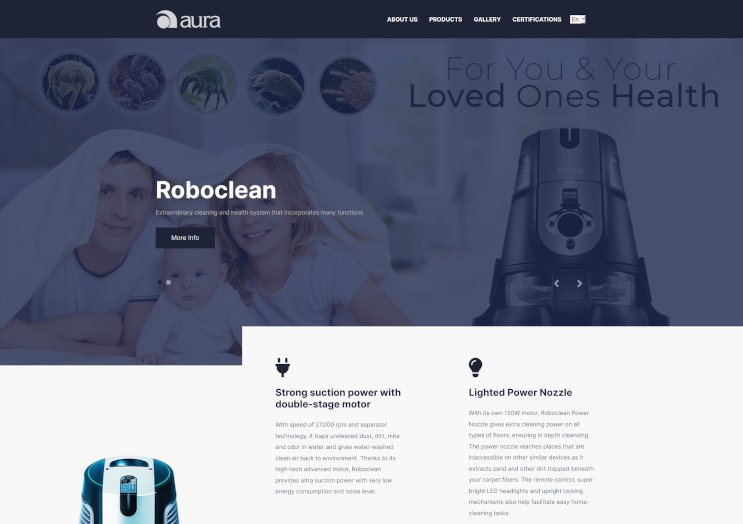 aura
ABOUT US PRODUCTS GALLERY CERTIFICATIONS En
For You & Your
Loved Ones Health
Roboclean
Extraordinary cleaning and health system that incorporates many functions
More Info
Strong suction power with
double-stage motor
With speed of 27.000 rpm and separator
technology, it traps undesired dust, dirt, mite
and odor in water and gives water-washed
clean air back to environment. Thanks to its
high-tech advanced motor, Roboclean
provides ultra suction power with very low
energy consumption and noise level.
Lighted Power Nozzle
With its own 150W motor, Roboclean Power
Nozzle gives extra cleaning power on all
types of floors, ensuring in depth cleansing.
The power nozzle reaches places that are
inaccessible on other similar devices as it
extracts sand and other dirt trapped beneath
your carpet fibers. The remote control, super
bright LED headlights and upright locking
mechanisms also help facilitate easy home-
cleaning tasks.